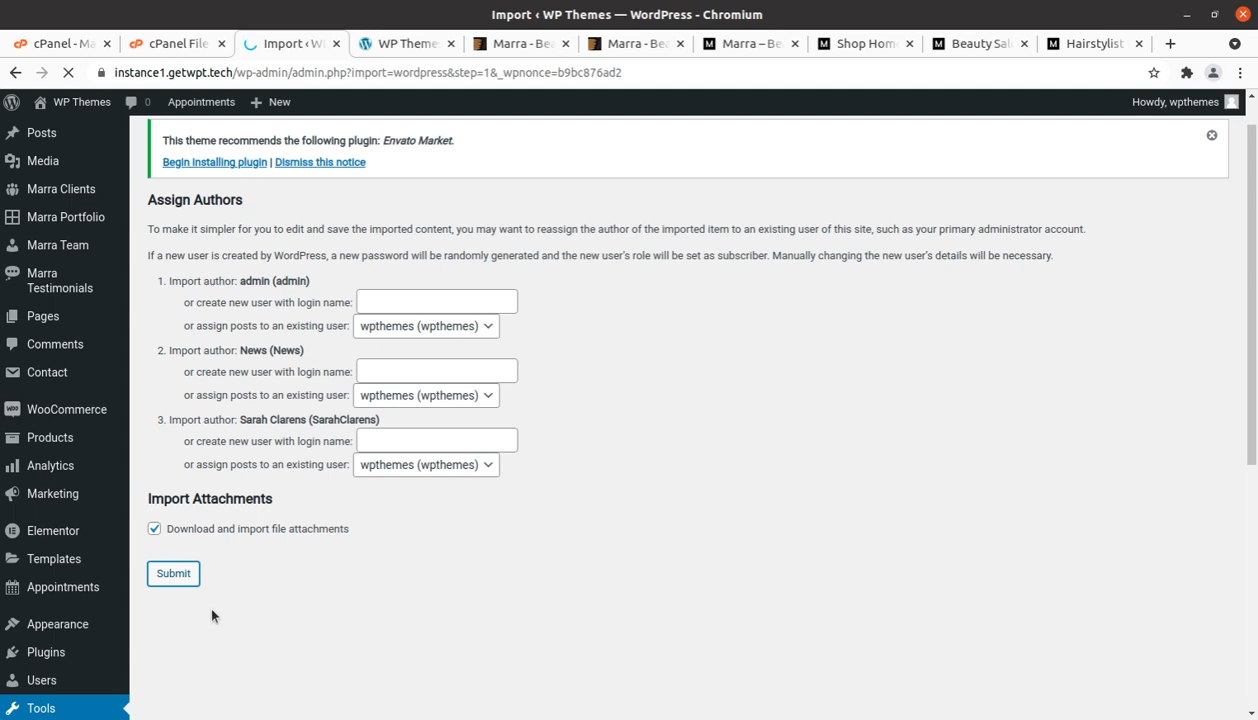 Import ‹ WP Themes — WordPress - Chromium
cPanel - Ma
cPanel File
Import ‹ W
WP Theme
Marra - Bea
Marra - Bea
Marra – Be
Shop Hom
Beauty Sal
Hairstylist
instance1.getwpt.tech/wp-admin/admin.php?import=wordpress&step=1&_wpnonce=b9bc876ad2
WP Themes
0
Appointments
New
Howdy, wpthemes
Posts
Media
Marra Clients
Marra Portfolio
Marra Team
Marra
Testimonials
Pages
Comments
Contact
WooCommerce
Products
Analytics
Marketing
Elementor
Templates
Appointments
Appearance
Plugins
Users
Tools
This theme recommends the following plugin: Envato Market.
Begin installing plugin | Dismiss this notice
Assign Authors
To make it simpler for you to edit and save the imported content, you may want to reassign the author of the imported item to an existing user of this site, such as your primary administrator account.
If a new user is created by WordPress, a new password will be randomly generated and the new user's role will be set as subscriber. Manually changing the new user's details will be necessary.
1. Import author: admin (admin)
or create new user with login name:
or assign posts to an existing user: wpthemes (wpthemes)
2. Import author: News (News)
or create new user with login name:
or assign posts to an existing user: wpthemes (wpthemes)
3. Import author: Sarah Clarens (SarahClarens)
or create new user with login name:
or assign posts to an existing user: wpthemes (wpthemes)
Import Attachments
Download and import file attachments
Submit